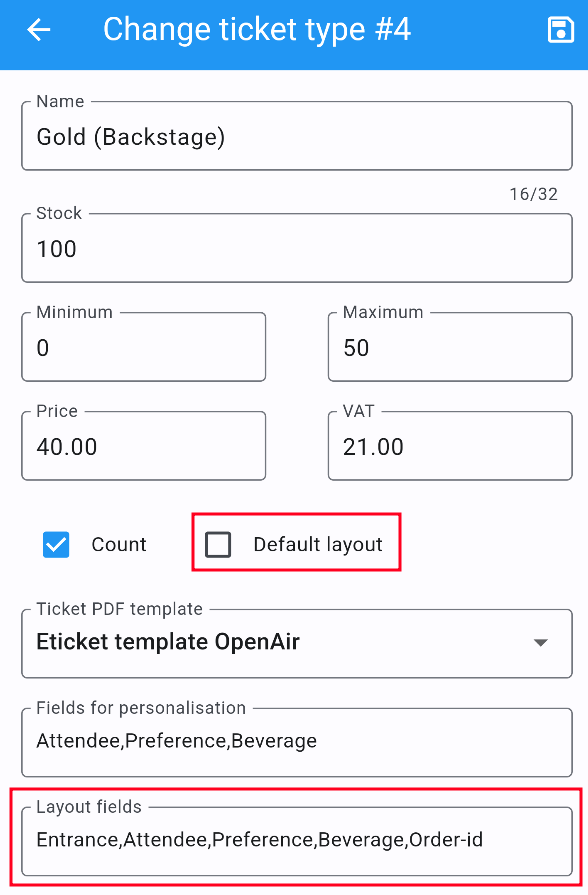 Change ticket type #4
Name
Gold (Backstage)
16/32
Stock
100
Minimum
0
Maximum
50
Price
40.00
VAT
21.00
Count
Default layout
Ticket PDF template
Eticket template OpenAir
Fields for personalisation
Attendee,Preference,Beverage
Layout fields
Entrance,Attendee,Preference,Beverage,Order-id